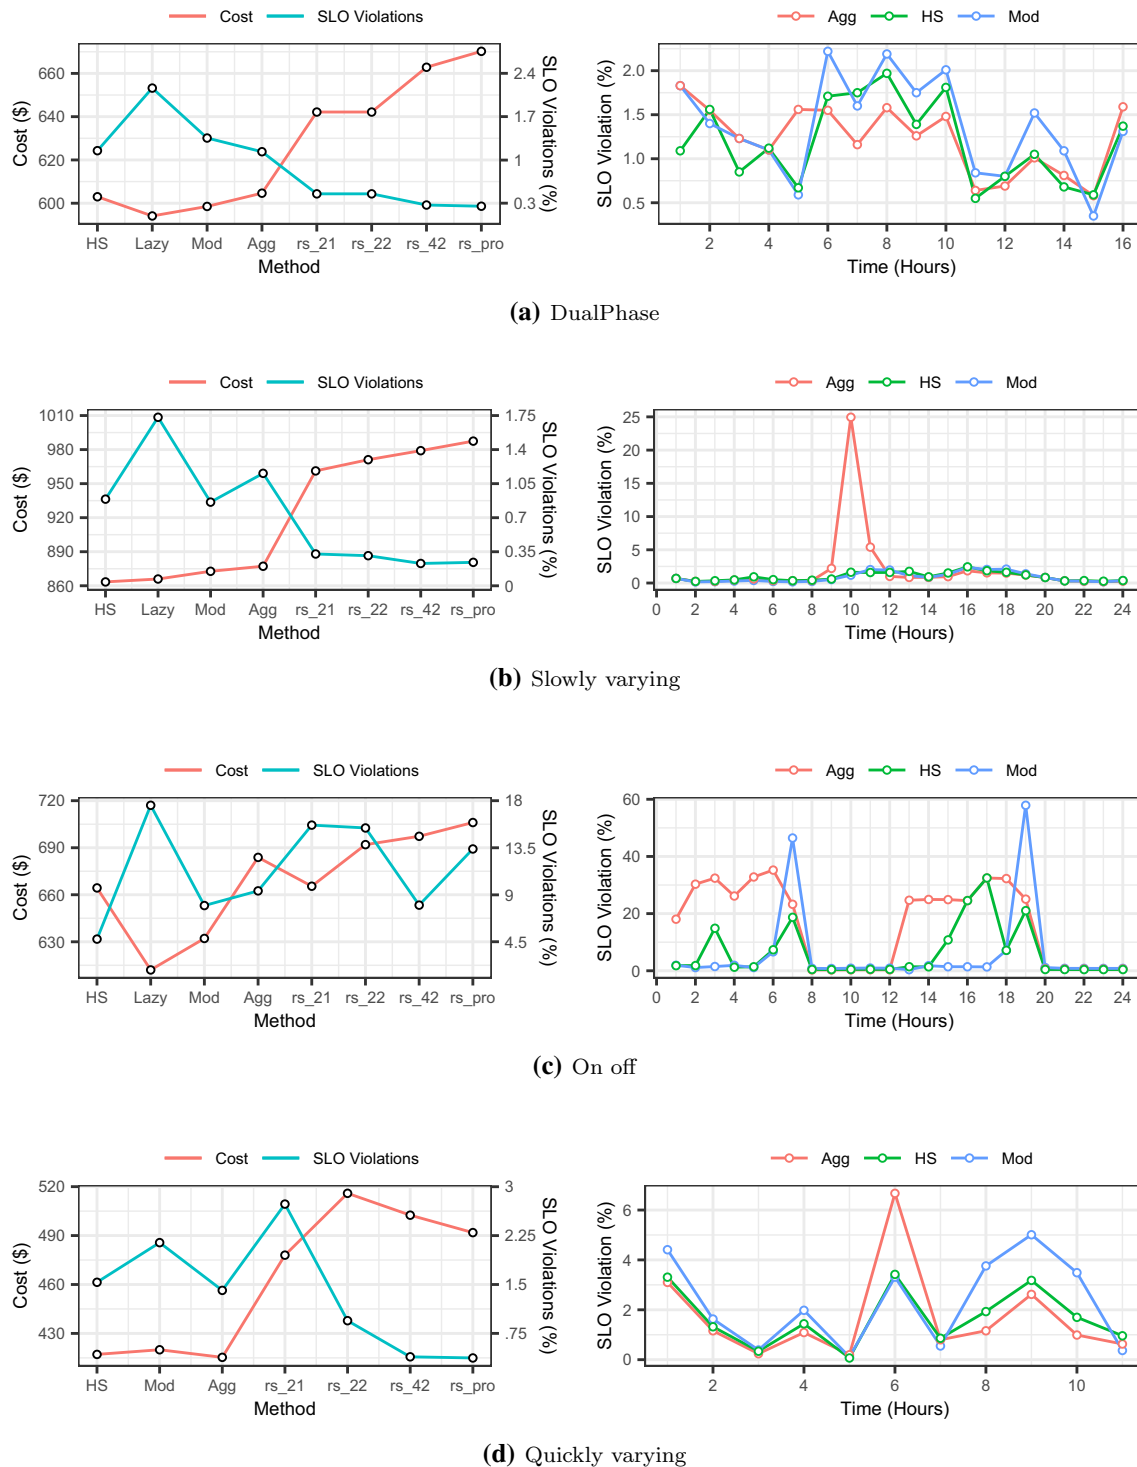 Cost SLO Violations
Agg HS Mod
660
640
620
600
Cost ($)
2.4
1.7
1
0.3
SLO Violations (%)
HS Lazy Mod Agg rs_21 rs_22 rs_42 rs_pro
Method
2.0
1.5
1.0
0.5
SLO Violation (%)
2 4 6 8 10 12 14 16
Time (Hours)
(a) DualPhase
Cost SLO Violations
Agg HS Mod
1010
980
950
920
890
860
Cost ($)
1.75
1.4
1.05
0.7
0.35
0
SLO Violations (%)
HS Lazy Mod Agg rs_21 rs_22 rs_42 rs_pro
Method
25
20
15
10
5
0
SLO Violation (%)
0 2 4 6 8 10 12 14 16 18 20 22 24
Time (Hours)
(b) Slowly varying
Cost SLO Violations
Agg HS Mod
720
690
660
630
Cost ($)
18
13.5
9
4.5
SLO Violations (%)
HS Lazy Mod Agg rs_21 rs_22 rs_42 rs_pro
Method
60
40
20
0
SLO Violation (%)
0 2 4 6 8 10 12 14 16 18 20 22 24
Time (Hours)
(c) On off
Cost SLO Violations
Agg HS Mod
520
490
460
430
Cost ($)
3
2.25
1.5
.75
SLO Violations (%)
HS Mod Agg rs_21 rs_22 rs_42 rs_pro
Method
6
4
2
0
SLO Violation (%)
2 4 6 8 10
Time (Hours)
(d) Quickly varying